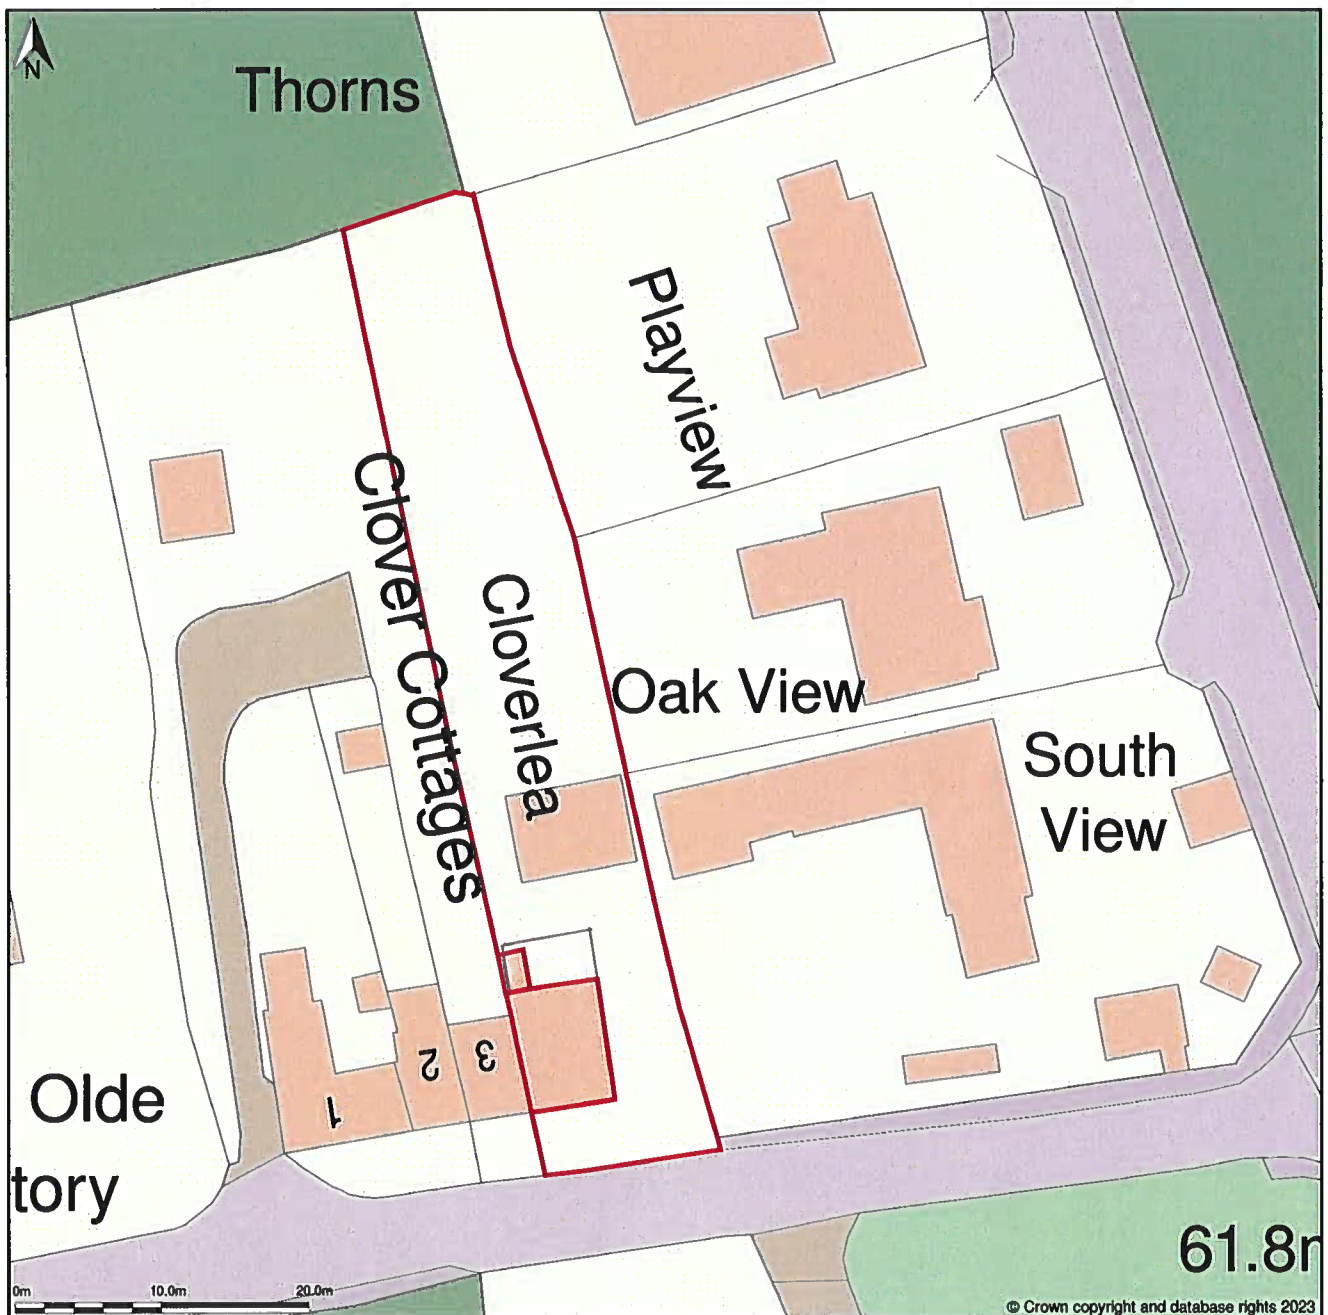 N
Thorns
Playview
Clover Cottages
Cloverlea
Oak View
South
View
3
2
1
Olde
tory
61.8m
0m 10.0m 20.0m
© Crown copyright and database rights 2023